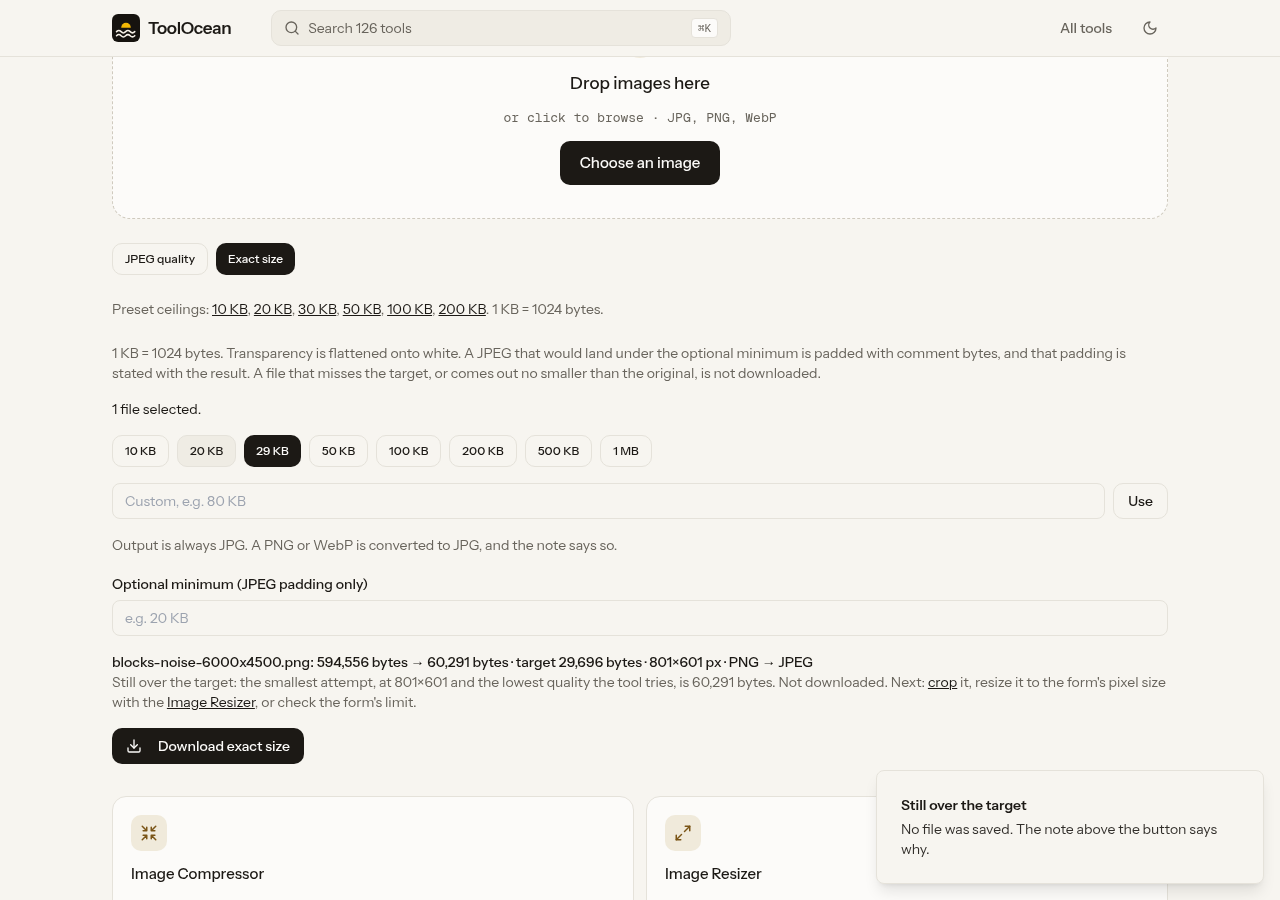 ToolOcean
Search 126 tools
⌘K
All tools
Drop images here
or click to browse · JPG, PNG, WebP
Choose an image
JPEG quality
Exact size
Preset ceilings: 10 KB, 20 KB, 30 KB, 50 KB, 100 KB, 200 KB. 1 KB = 1024 bytes.
1 KB = 1024 bytes. Transparency is flattened onto white. A JPEG that would land under the optional minimum is padded with comment bytes, and that padding is
stated with the result. A file that misses the target, or comes out no smaller than the original, is not downloaded.
1 file selected.
10 KB
20 KB
29 KB
50 KB
100 KB
200 KB
500 KB
1 MB
Custom, e.g. 80 KB
Use
Output is always JPG. A PNG or WebP is converted to JPG, and the note says so.
Optional minimum (JPEG padding only)
e.g. 20 KB
blocks-noise-6000x4500.png: 594,556 bytes → 60,291 bytes · target 29,696 bytes · 801×601 px · PNG → JPEG
Still over the target: the smallest attempt, at 801×601 and the lowest quality the tool tries, is 60,291 bytes. Not downloaded. Next: crop it, resize it to the form's pixel size
with the Image Resizer, or check the form's limit.
Download exact size
Image Compressor
Image Resizer
Still over the target
No file was saved. The note above the button says
why.